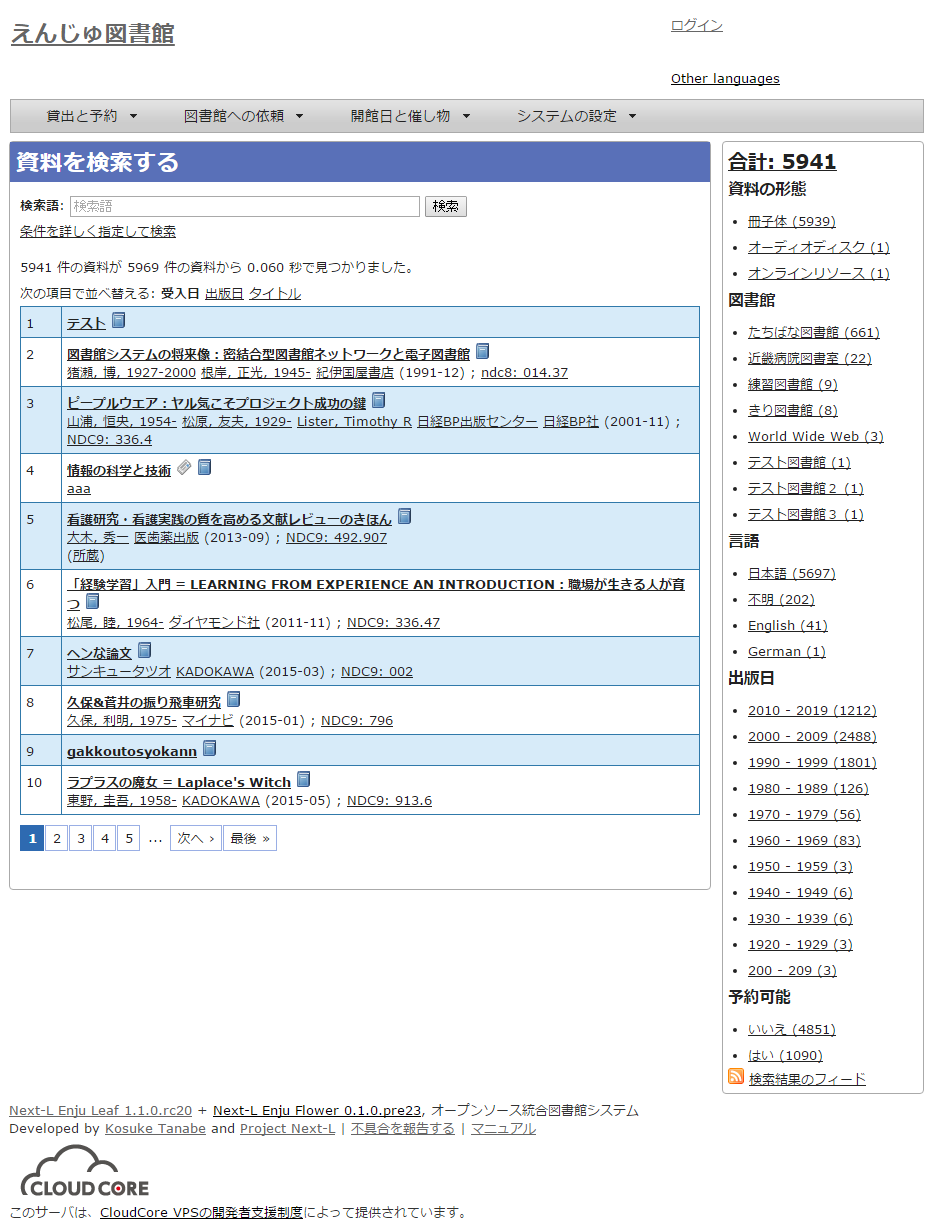 えんじゅ図書館
ログイン
Other languages
貸出と予約
図書館への依頼
開館日と催し物
システムの設定
資料を検索する
検索語: 検索語 検索
条件を詳しく指定して検索
5941 件の資料が 5969 件の資料から 0.060 秒で見つかりました。
次の項目で並べ替える: 受入日 出版日 タイトル
1 テスト
2 図書館システムの将来像 : 密結合型図書館ネットワークと電子図書館
猪瀬, 博, 1927-2000 根岸, 正光, 1945- 紀伊国屋書店 (1991-12) ; ndc8: 014.37
3 ピープルウエア : ヤル気こそプロジェクト成功の鍵
山浦, 恒央, 1954- 松原, 友夫, 1929- Lister, Timothy R 日経BP出版センター 日経BP社 (2001-11) ;
NDC9: 336.4
4 情報の科学と技術
aaa
5 看護研究・看護実践の質を高める文献レビューのきほん
大木, 秀一 医歯薬出版 (2013-09) ; NDC9: 492.907
(所蔵)
6 「経験学習」入門 = LEARNING FROM EXPERIENCE AN INTRODUCTION : 職場が生きる人が育
つ
松尾, 睦, 1964- ダイヤモンド社 (2011-11) ; NDC9: 336.47
7 ヘンな論文
サンキュータツオ KADOKAWA (2015-03) ; NDC9: 002
8 久保&菅井の振り飛車研究
久保, 利明, 1975- マイナビ (2015-01) ; NDC9: 796
9 gakkoutosyokann
10 ラプラスの魔女 = Laplace's Witch
東野, 圭吾, 1958- KADOKAWA (2015-05) ; NDC9: 913.6
1 2 3 4 5 ... 次へ › 最後 »
合計: 5941
資料の形態
• 冊子体 (5939)
• オーディオディスク (1)
• オンラインリソース (1)
図書館
• たちばな図書館 (661)
• 近畿病院図書室 (22)
• 練習図書館 (9)
• きり図書館 (8)
• World Wide Web (3)
• テスト図書館 (1)
• テスト図書館２ (1)
• テスト図書館３ (1)
言語
• 日本語 (5697)
• 不明 (202)
• English (41)
• German (1)
出版日
• 2010 - 2019 (1212)
• 2000 - 2009 (2488)
• 1990 - 1999 (1801)
• 1980 - 1989 (126)
• 1970 - 1979 (56)
• 1960 - 1969 (83)
• 1950 - 1959 (3)
• 1940 - 1949 (6)
• 1930 - 1939 (6)
• 1920 - 1929 (3)
• 200 - 209 (3)
予約可能
• いいえ (4851)
• はい (1090)
検索結果のフィード
Next-L Enju Leaf 1.1.0.rc20 + Next-L Enju Flower 0.1.0.pre23, オープンソース統合図書館システム
Developed by Kosuke Tanabe and Project Next-L | 不具合を報告する | マニュアル
CLOUD CORE
このサーバは、CloudCore VPSの開発者支援制度によって提供されています。